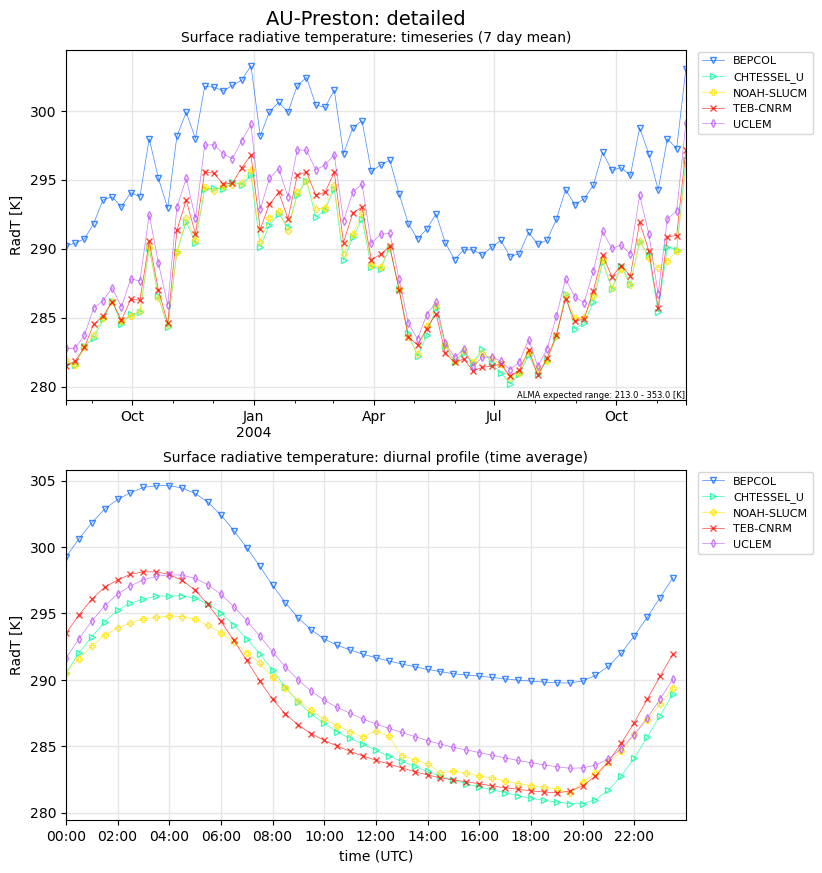 AU-Preston: detailed
Surface radiative temperature: timeseries (7 day mean)
RadT [K]
300
295
290
285
280
Oct
Jan
2004
Apr
Jul
Oct
ALMA expected range: 213.0 - 353.0 [K]
BEPCOL
CHTESSEL_U
NOAH-SLUCM
TEB-CNRM
UCLEM
Surface radiative temperature: diurnal profile (time average)
RadT [K]
305
300
295
290
285
280
00:00
02:00
04:00
06:00
08:00
10:00
12:00
14:00
16:00
18:00
20:00
22:00
time (UTC)
BEPCOL
CHTESSEL_U
NOAH-SLUCM
TEB-CNRM
UCLEM